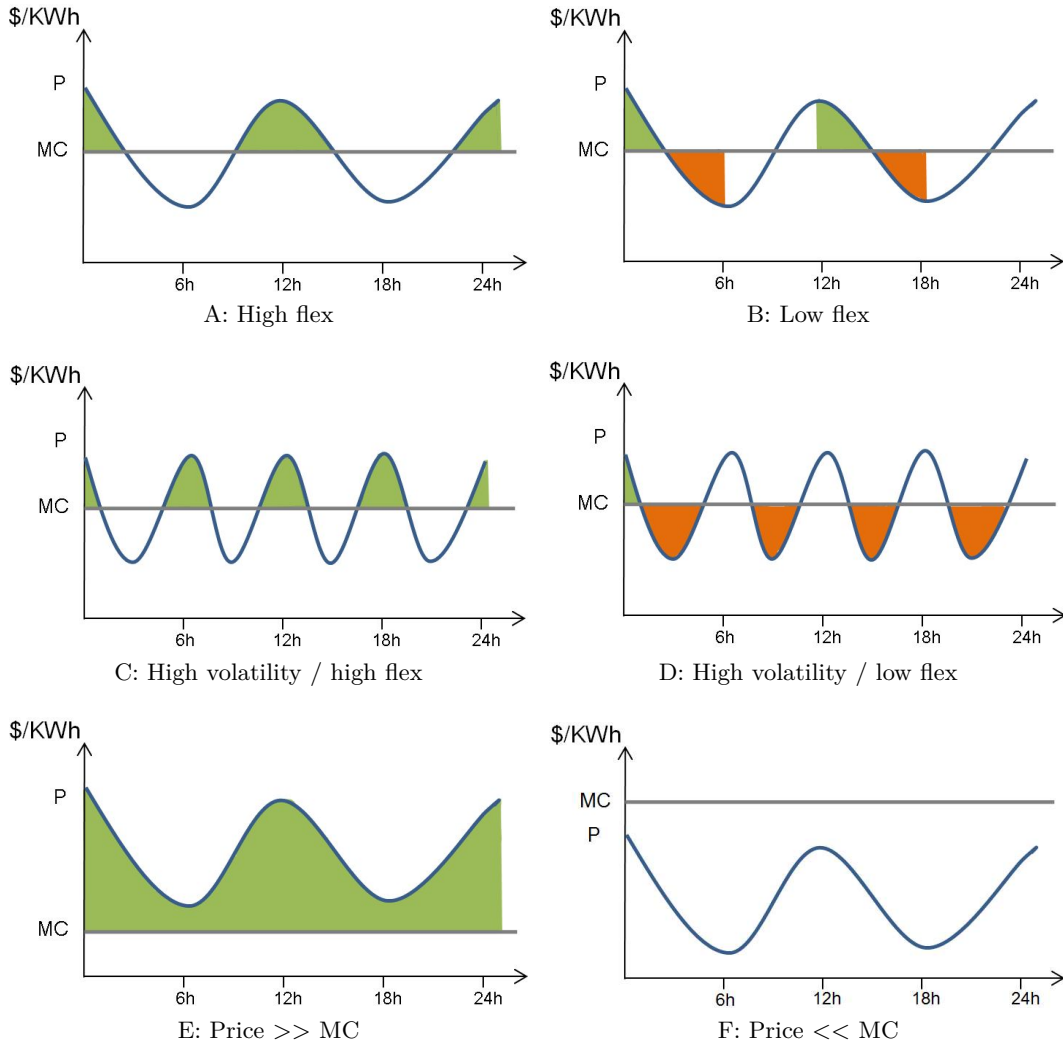 $/KWh
P
MC
6h 12h 18h 24h
A: High flex
$/KWh
P
MC
6h 12h 18h 24h
B: Low flex
$/KWh
P
MC
6h 12h 18h 24h
C: High volatility / high flex
$/KWh
P
MC
6h 12h 18h 24h
D: High volatility / low flex
$/KWh
P
MC
6h 12h 18h 24h
E: Price >> MC
$/KWh
MC
P
6h 12h 18h 24h
F: Price << MC